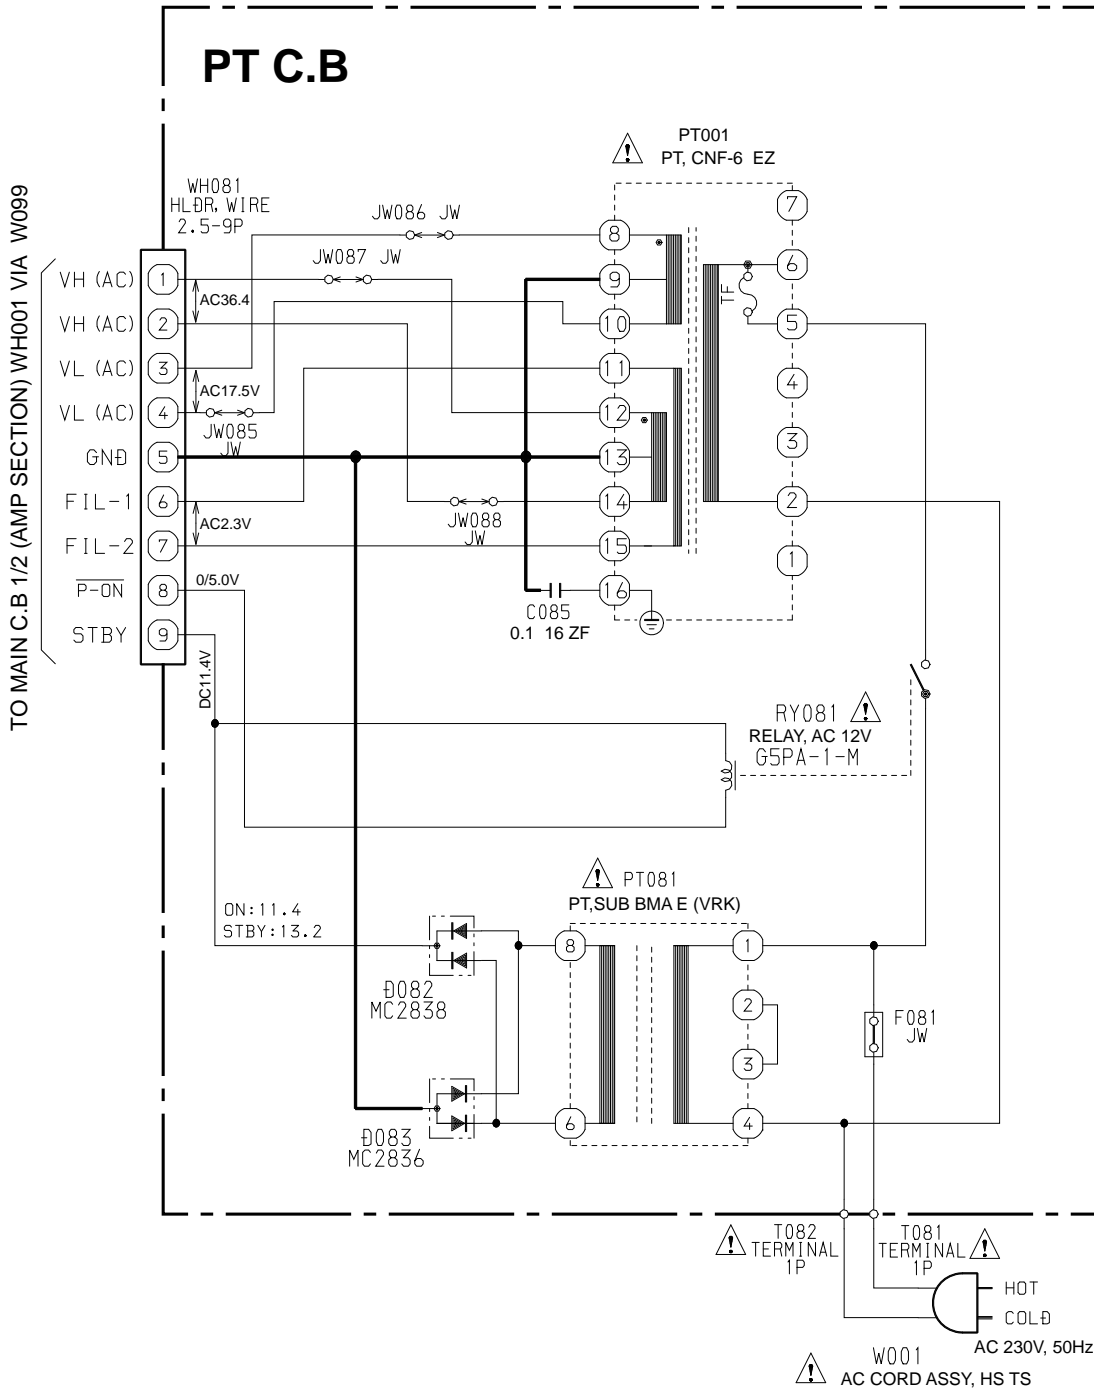 PT C.B
PT001
PT, CNF-6 EZ
WH081
HLDR, WIRE
2.5-9P
JW086 JW
JW087 JW
TO MAIN C.B 1/2 (AMP SECTION) WH001 VIA W099
VH (AC) 1
AC36.4
VH (AC) 2
VL (AC) 3
AC17.5V
VL (AC) 4
JW085
JW
GND 5
FIL-1 6
AC2.3V
FIL-2 7
P-ON 8
0/5.0V
STBY 9
DC11.4V
JW088
JW
8
9
10
11
12
13
14
15
16
7
6
TF
5
4
3
2
1
C085
0.1 16 ZF
RY081
RELAY, AC 12V
G5PA-1-M
PT081
PT,SUB BMA E (VRK)
ON:11.4
STBY:13.2
D082
MC2838
D083
MC2836
8
6
1
2
3
4
F081
JW
T082
TERMINAL
1P
T081
TERMINAL
1P
HOT
COLD
AC 230V, 50Hz
W001
AC CORD ASSY, HS TS